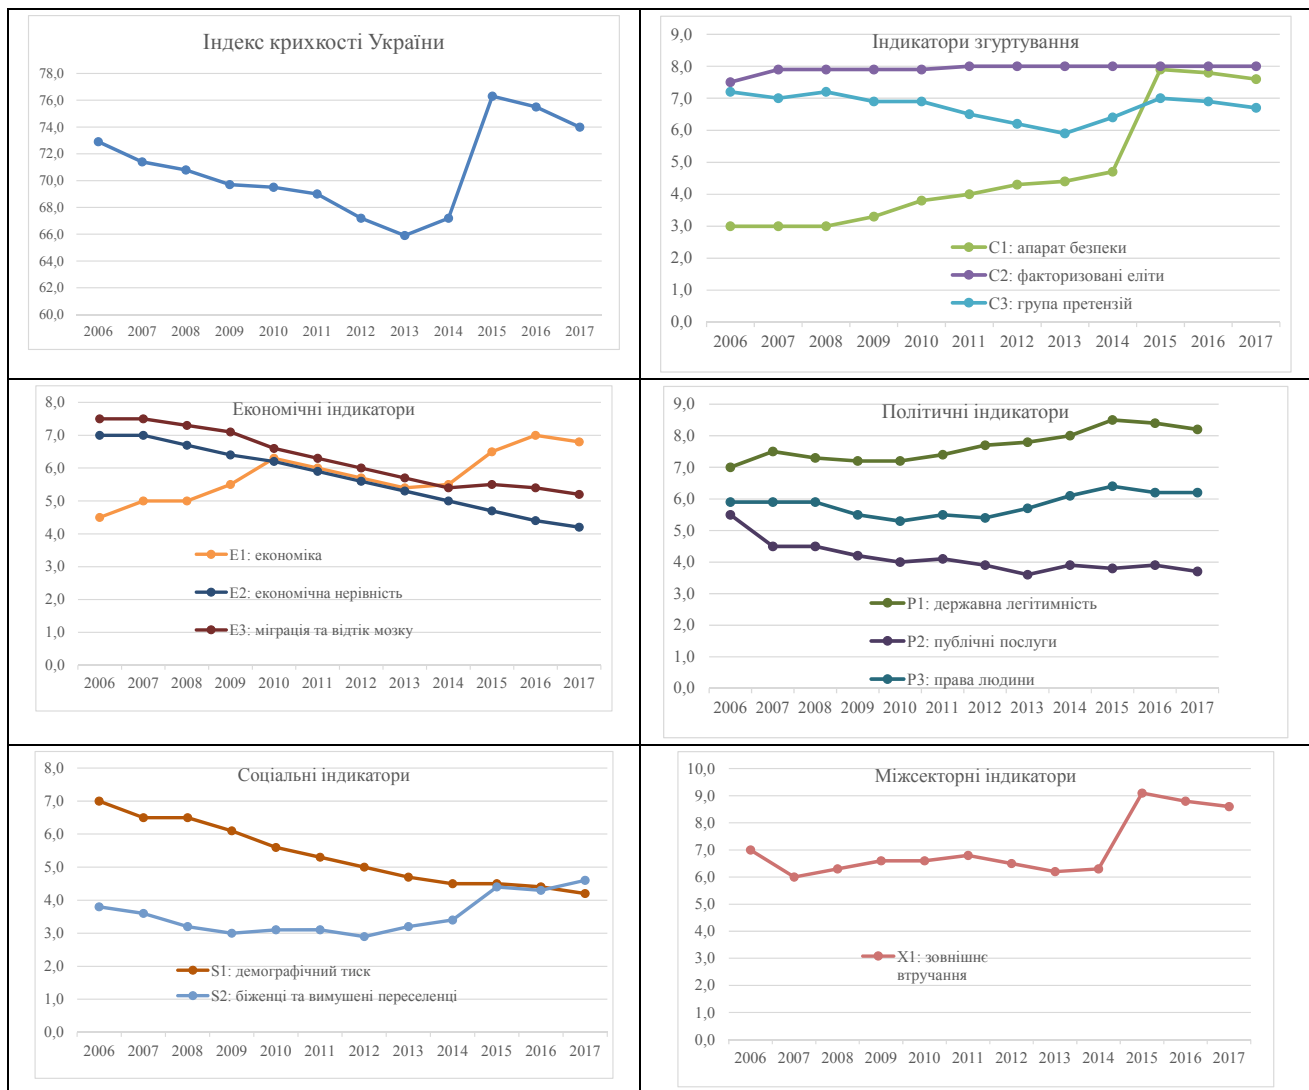 Індекс крихкості України
78,0
76,0
74,0
72,0
70,0
68,0
66,0
64,0
62,0
60,0
2006 2007 2008 2009 2010 2011 2012 2013 2014 2015 2016 2017
Індикатори згуртування
9,0
8,0
7,0
6,0
5,0
4,0
3,0
2,0
1,0
0,0
C1: апарат безпеки
C2: факторизовані еліти
C3: група претензій
2006 2007 2008 2009 2010 2011 2012 2013 2014 2015 2016 2017
Економічні індикатори
8,0
7,0
6,0
5,0
4,0
3,0
2,0
1,0
0,0
E1: економіка
E2: економічна нерівність
E3: міграція та відтік мозку
2006 2007 2008 2009 2010 2011 2012 2013 2014 2015 2016 2017
Політичні індикатори
9,0
8,0
7,0
6,0
5,0
4,0
3,0
2,0
1,0
0,0
P1: державна легітимність
P2: публічні послуги
P3: права людини
2006 2007 2008 2009 2010 2011 2012 2013 2014 2015 2016 2017
Соціальні індикатори
8,0
7,0
6,0
5,0
4,0
3,0
2,0
1,0
0,0
S1: демографічний тиск
S2: біженці та вимушені переселенці
2006 2007 2008 2009 2010 2011 2012 2013 2014 2015 2016 2017
Міжсекторні індикатори
10,0
9,0
8,0
7,0
6,0
5,0
4,0
3,0
2,0
1,0
0,0
X1: зовнішнє
втручання
2006 2007 2008 2009 2010 2011 2012 2013 2014 2015 2016 2017